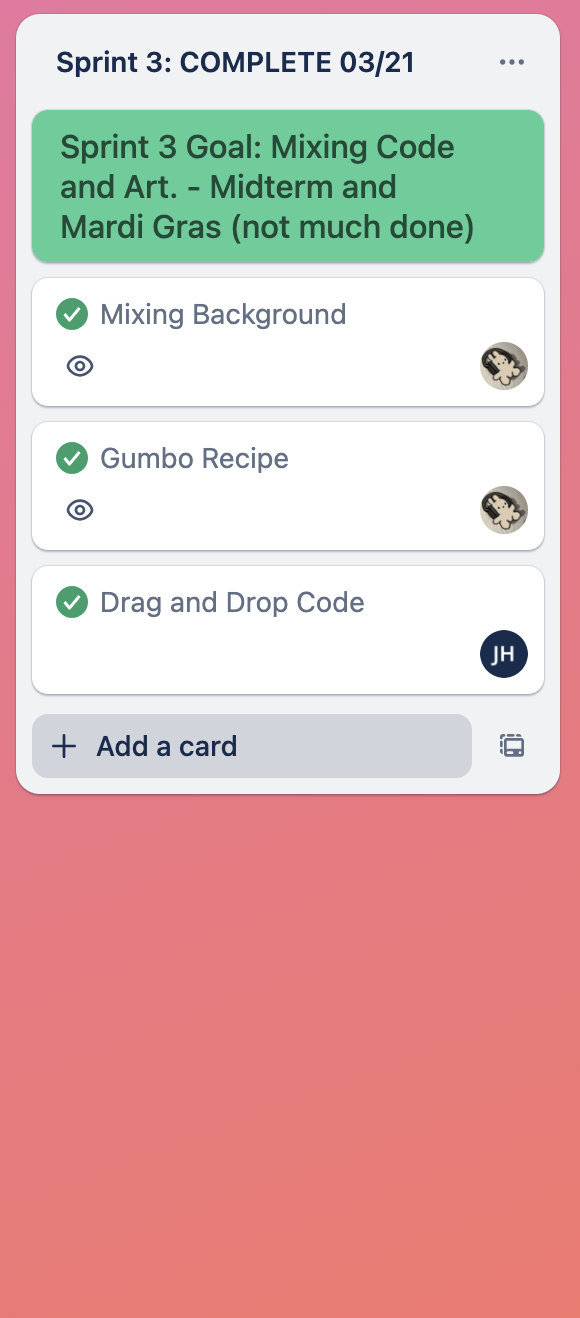 Sprint 3: COMPLETE 03/21
Sprint 3 Goal: Mixing Code
and Art. - Midterm and
Mardi Gras (not much done)
Mixing Background
Gumbo Recipe
Drag and Drop Code
JH
Add a card